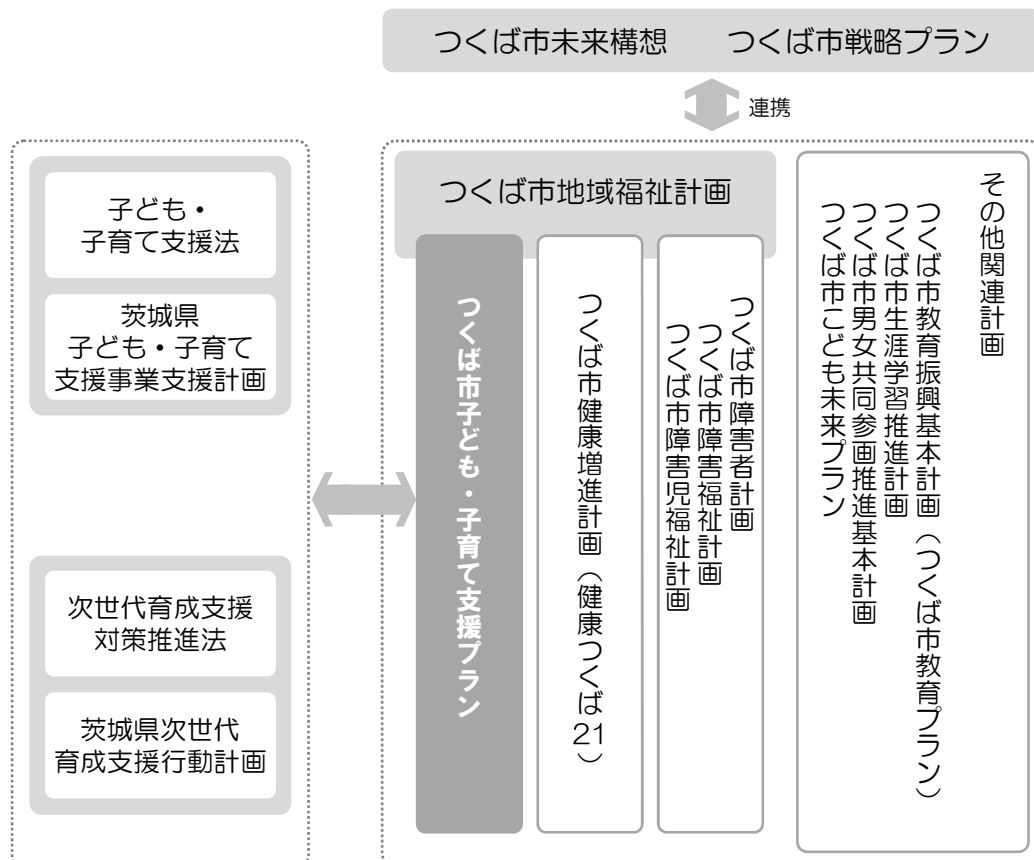 つくば市未来構想 つくば市戦略プラン
連携
子ども・
子育て支援法
茨城県
子ども・子育て
支援事業支援計画
次世代育成支援
対策推進法
茨城県次世代
育成支援行動計画
つくば市地域福祉計画
つくば市子ども・子育て支援プラン
つくば市健康増進計画（健康つくば21）
つくば市障害者計画
つくば市障害福祉計画
つくば市障害児福祉計画
その他関連計画
つくば市教育振興基本計画（つくば市教育プラン）
つくば市生涯学習推進計画
つくば市男女共同参画推進基本計画
つくば市こども未来プラン